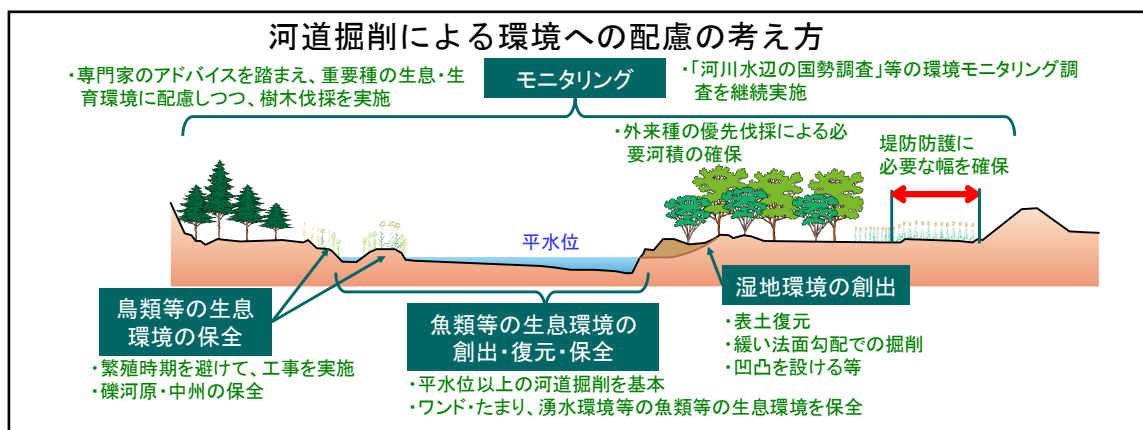 河道掘削による環境への配慮の考え方
・専門家のアドバイスを踏まえ、重要種の生息・生
育環境に配慮しつつ、樹木伐採を実施
モニタリング
・「河川水辺の国勢調査」等の環境モニタリング調
査を継続実施
・外来種の優先伐採による必
要河積の確保
堤防防護に
必要な幅を確保
平水位
鳥類等の生息
環境の保全
・繁殖時期を避けて、工事を実施
・礫河原・中州の保全
魚類等の生息環境の
創出・復元・保全
・平水位以上の河道掘削を基本
・ワンド・たまり、湧水環境等の魚類等の生息環境を保全
湿地環境の創出
・表土復元
・緩い法面勾配での掘削
・凹凸を設ける等